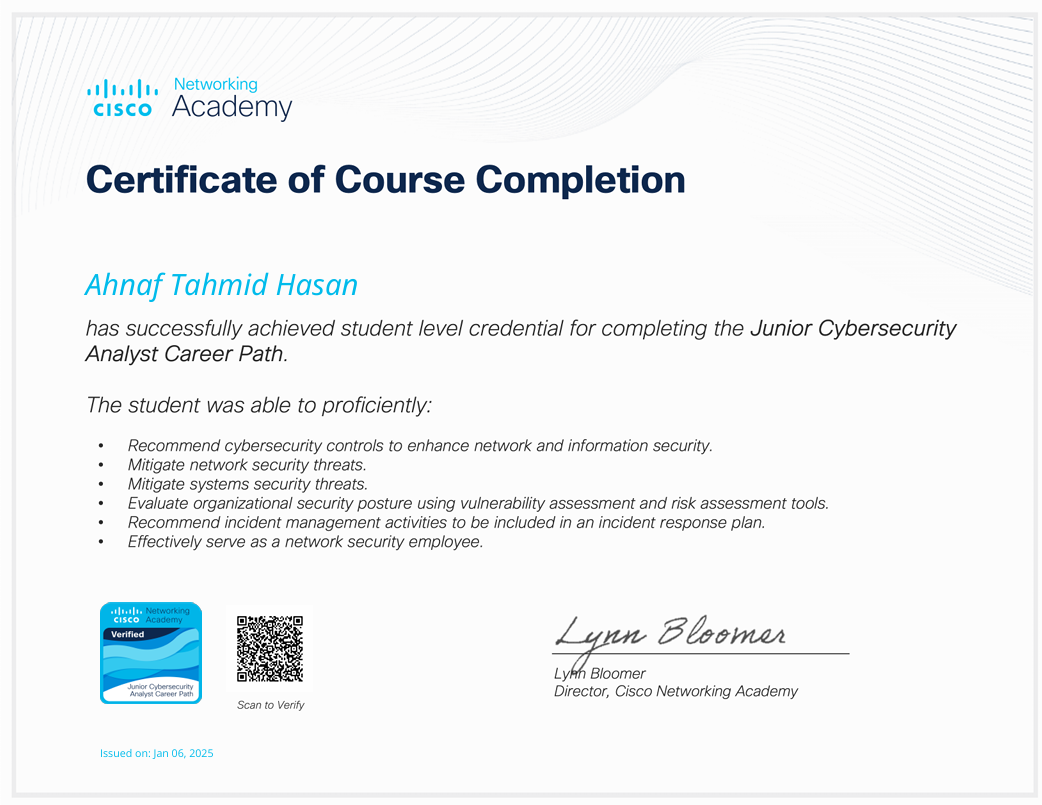 Networking
CISCO Academy
Certificate of Course Completion
Ahnaf Tahmid Hasan
has successfully achieved student level credential for completing the Junior Cybersecurity
Analyst Career Path.
The student was able to proficiently:
• Recommend cybersecurity controls to enhance network and information security.
• Mitigate network security threats.
• Mitigate systems security threats.
• Evaluate organizational security posture using vulnerability assessment and risk assessment tools.
• Recommend incident management activities to be included in an incident response plan.
• Effectively serve as a network security employee.
Networking
CISCO Academy
Verified
Junior Cybersecurity
Analyst Career Path
Scan to Verify
Lynn Bloomer
Lynn Bloomer
Director, Cisco Networking Academy
Issued on: Jan 06, 2025